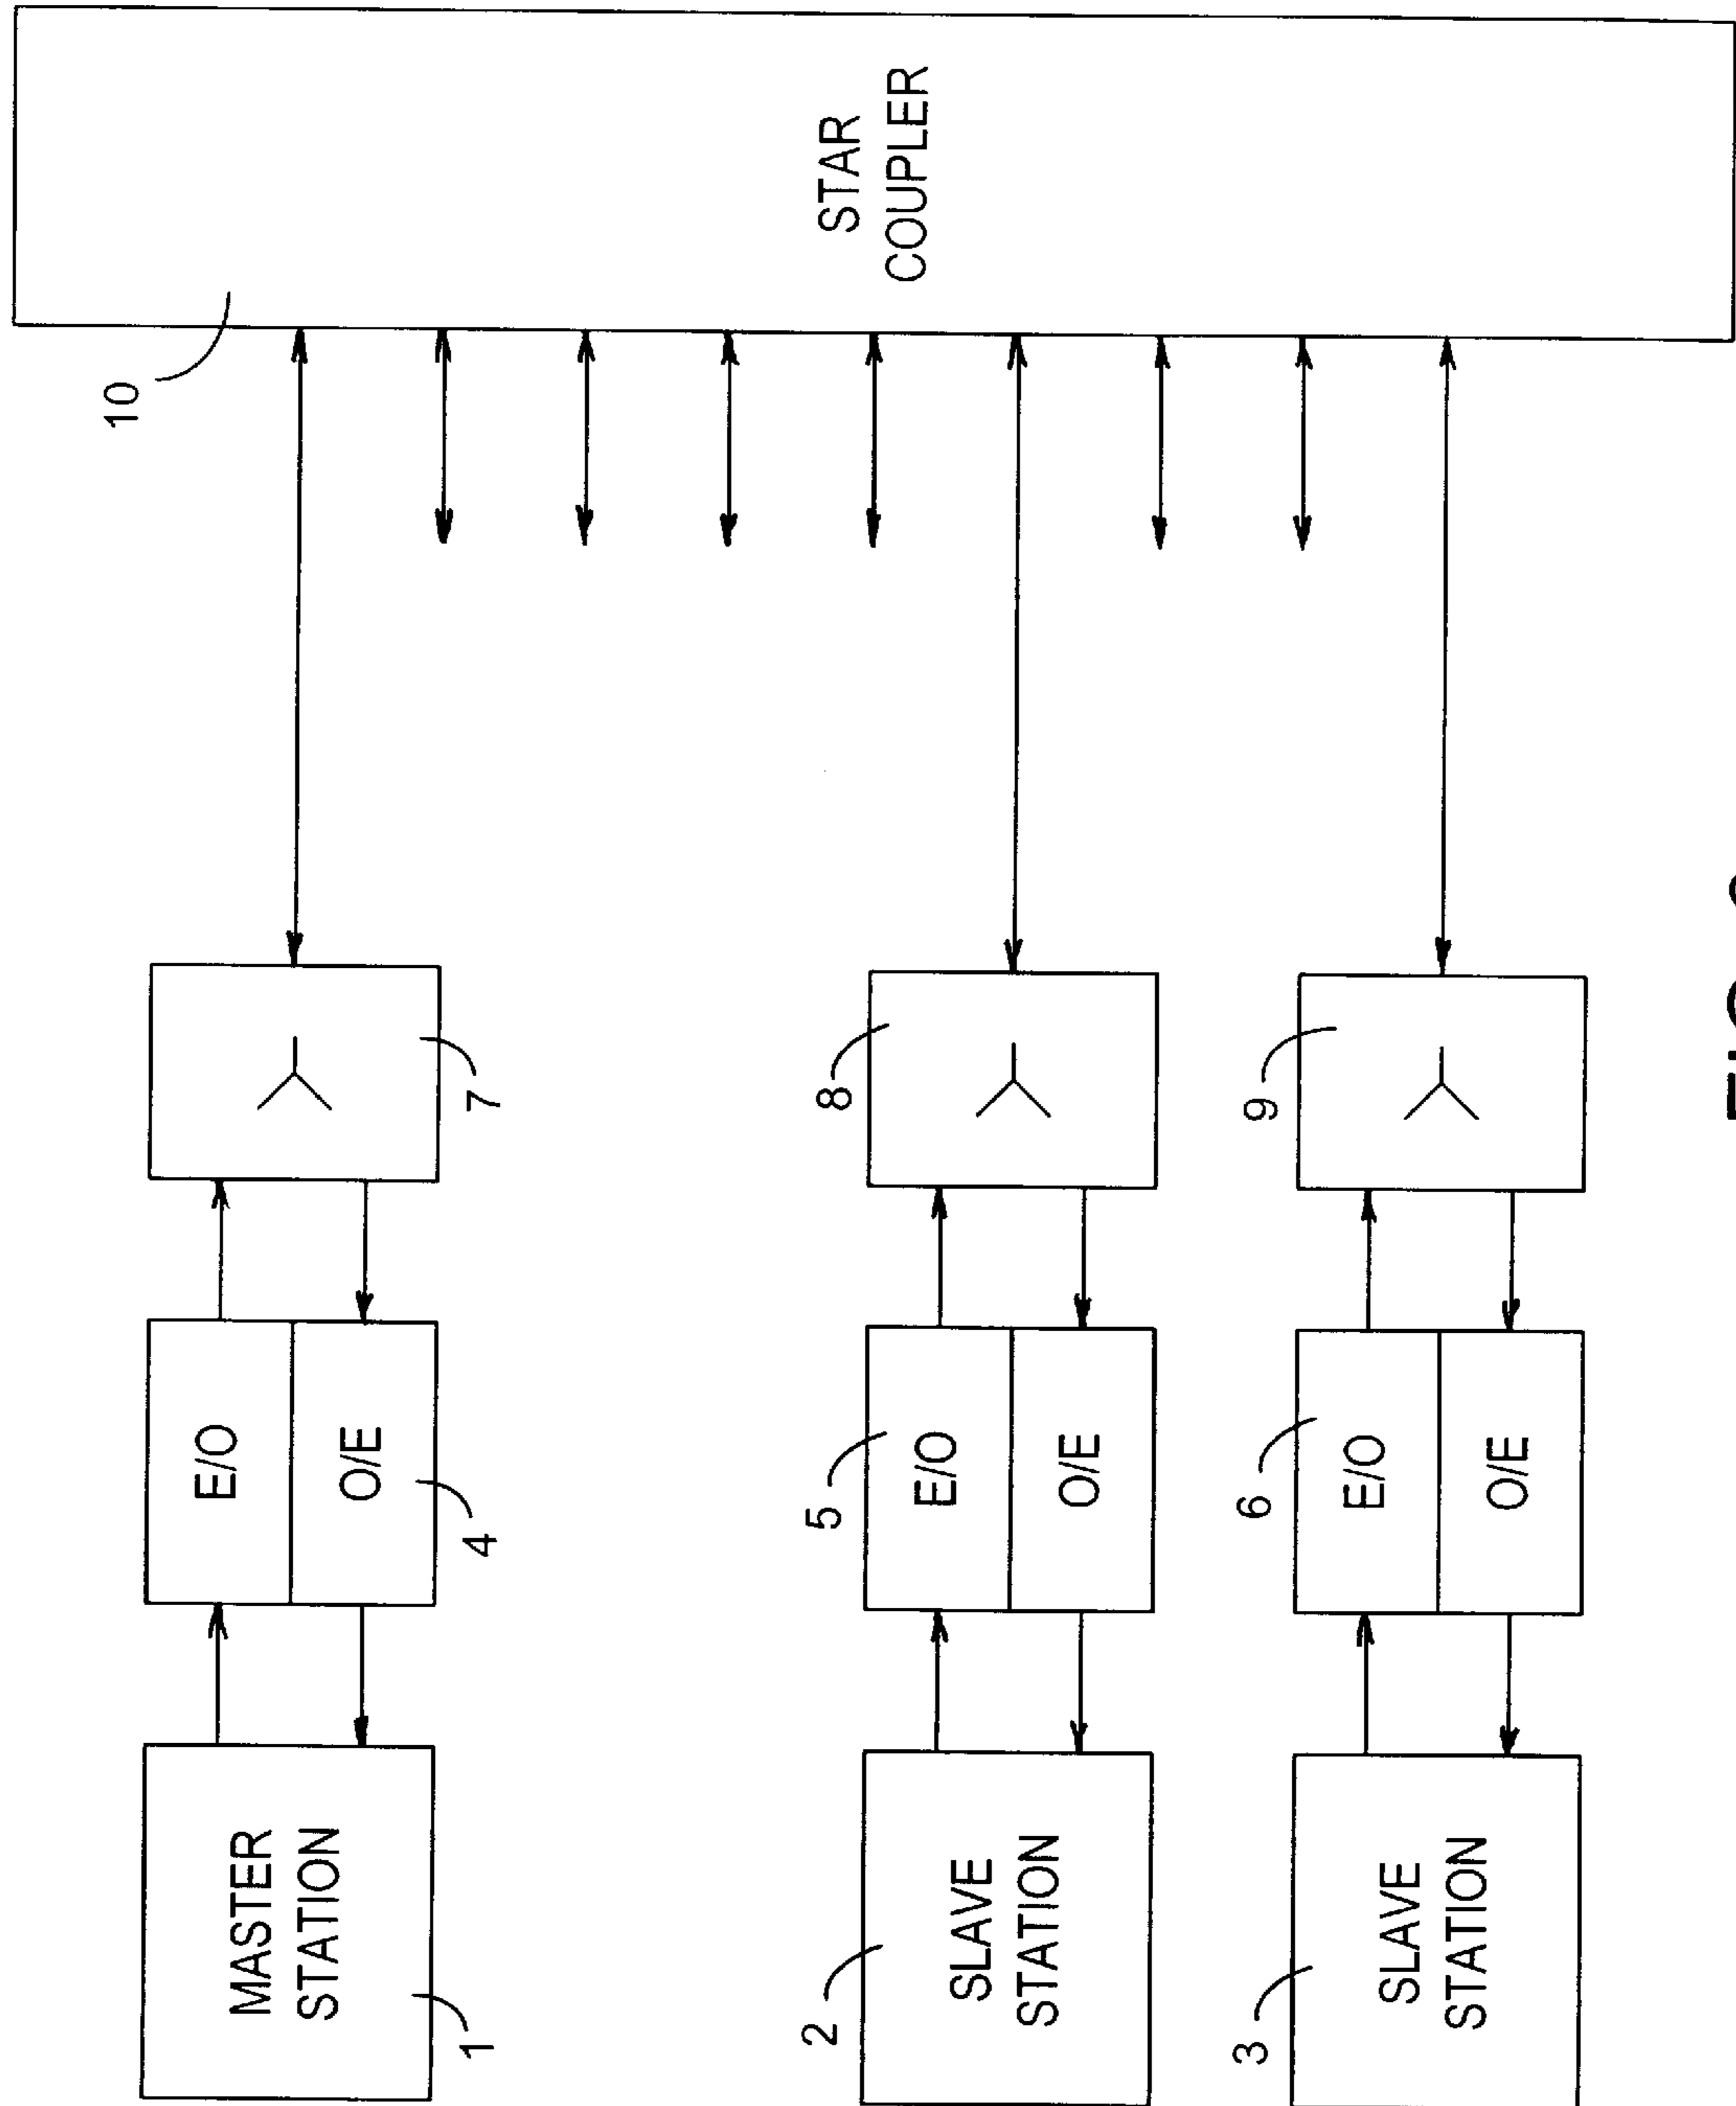 MASTER
STATION
1
E/O
O/E
4
7
10
STAR
COUPLER
SLAVE
STATION
2
E/O
O/E
5
8
SLAVE
STATION
3
E/O
O/E
6
9